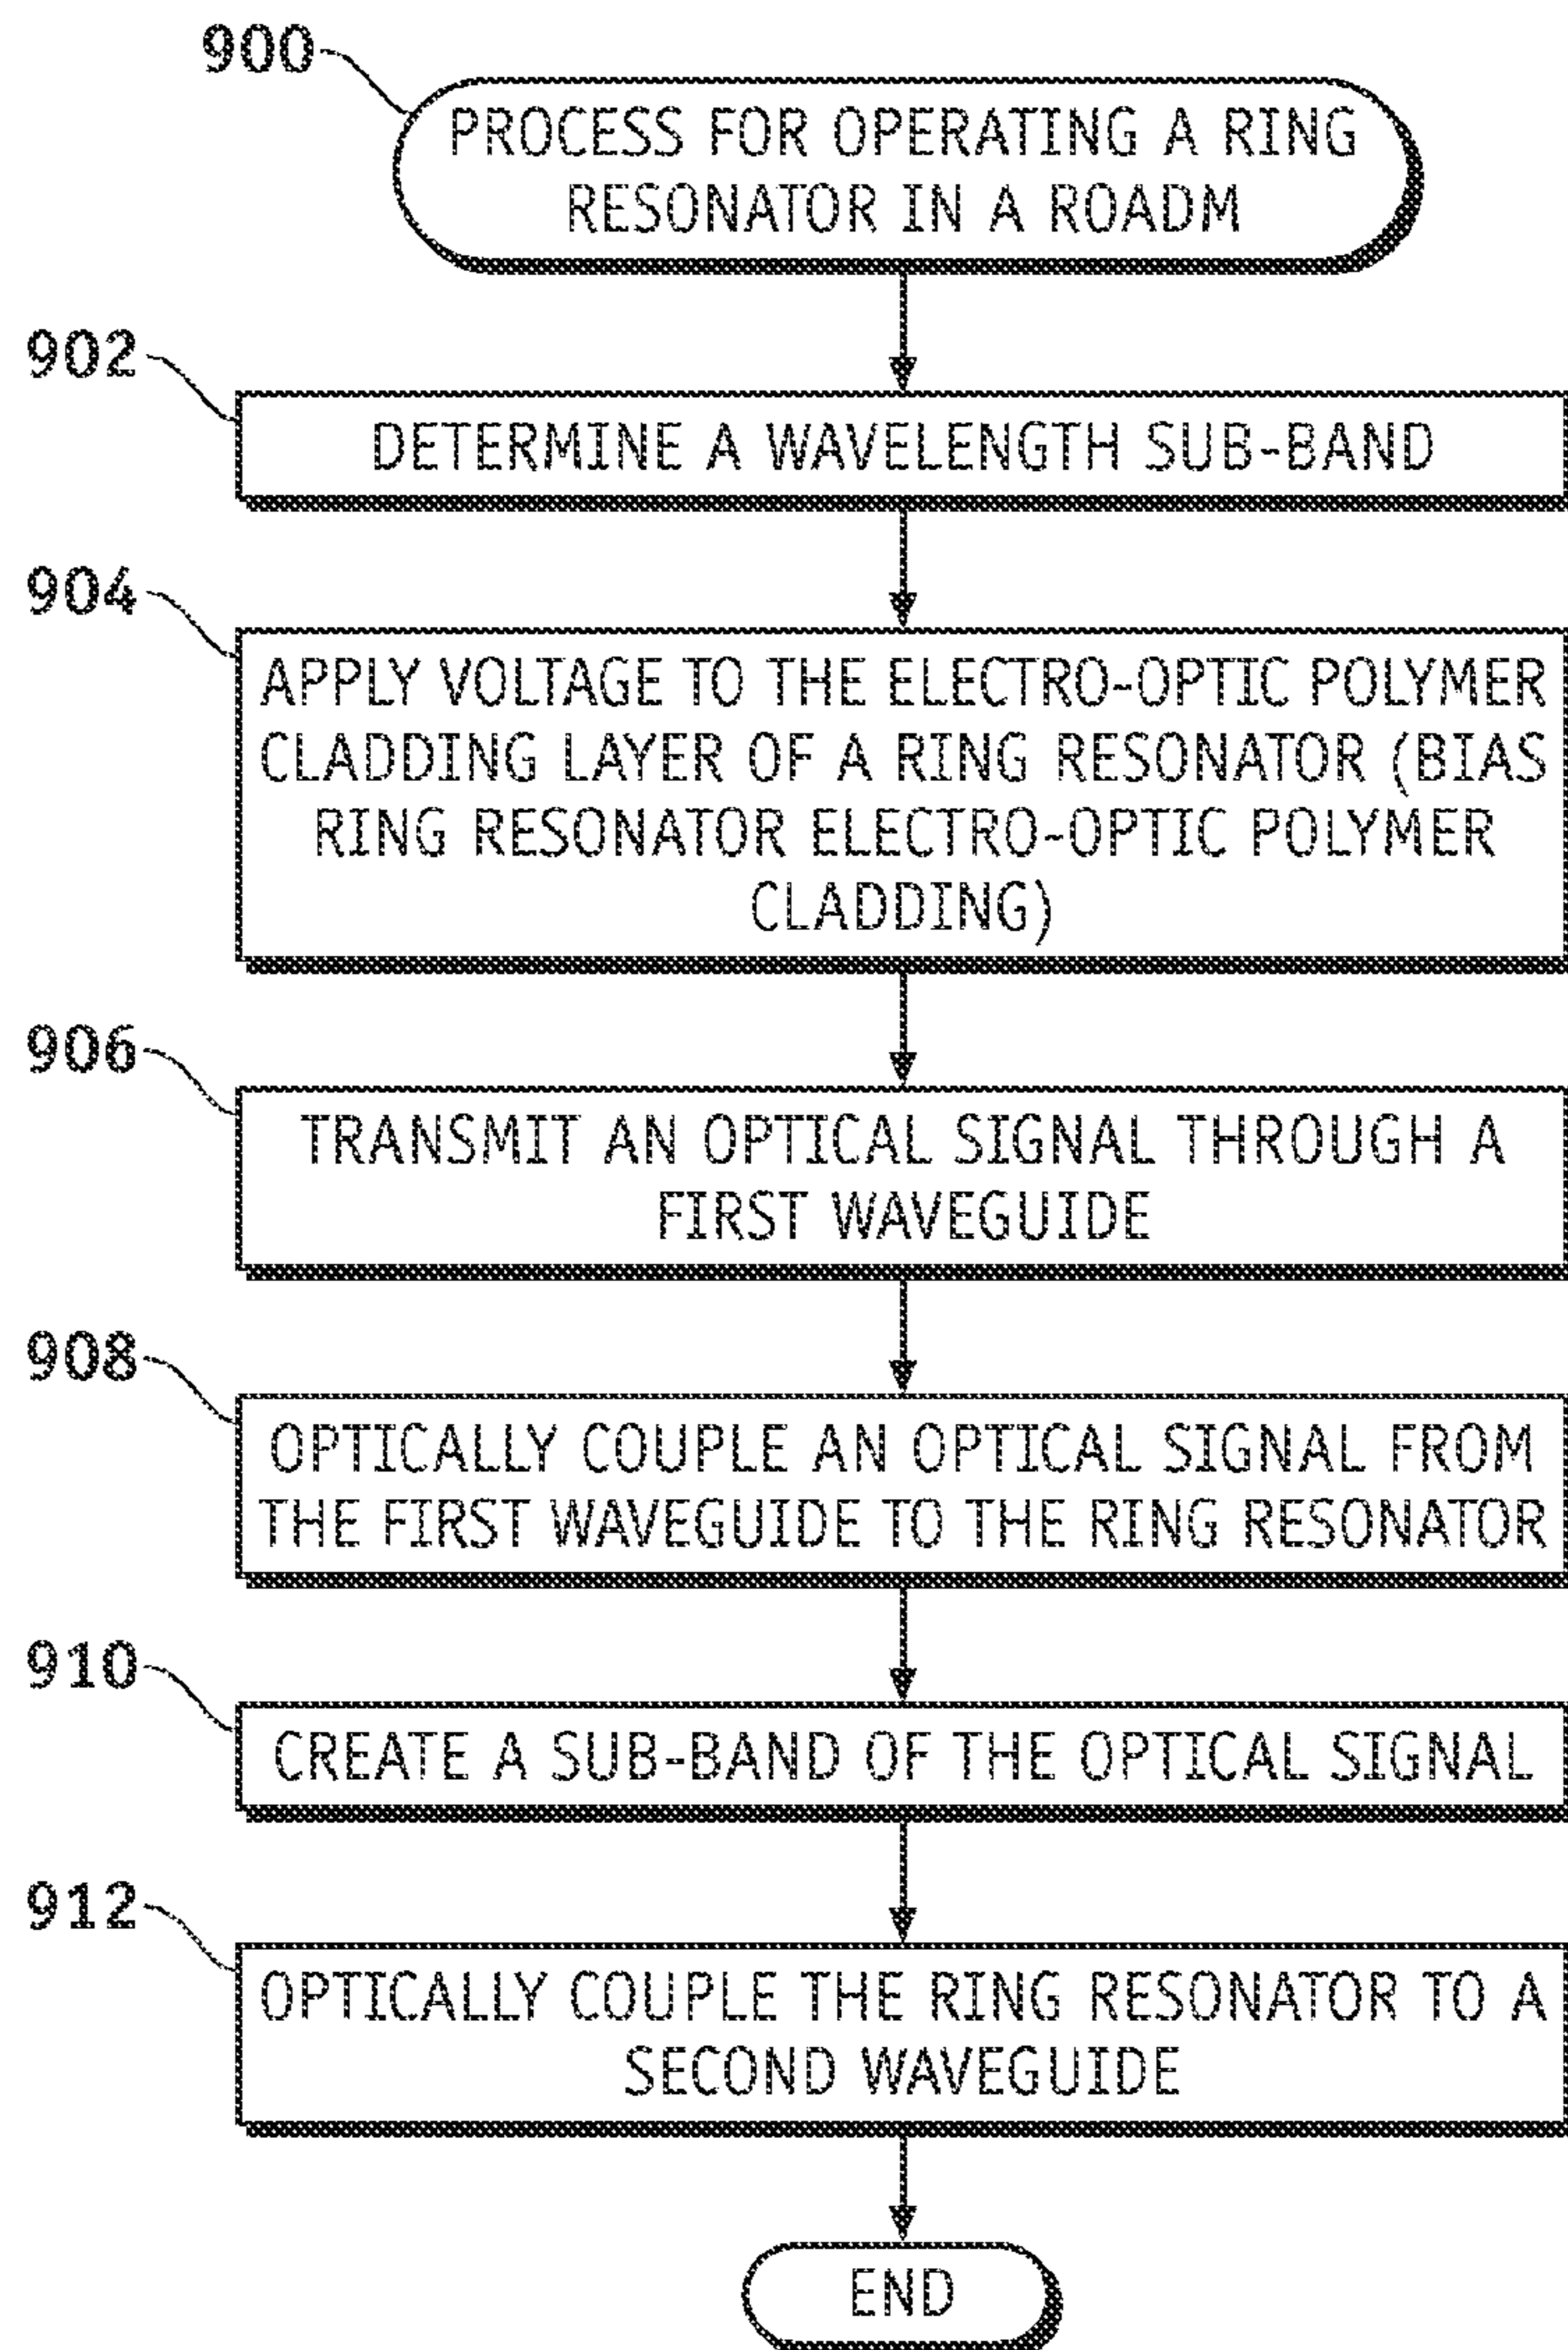 900
PROCESS FOR OPERATING A RING
RESONATOR IN A ROADM
902
DETERMINE A WAVELENGTH SUB-BAND
904
APPLY VOLTAGE TO THE ELECTRO-OPTIC POLYMER
CLADDING LAYER OF A RING RESONATOR (BIAS
RING RESONATOR ELECTRO-OPTIC POLYMER
CLADDING)
906
TRANSMIT AN OPTICAL SIGNAL THROUGH A
FIRST WAVEGUIDE
908
OPTICALLY COUPLE AN OPTICAL SIGNAL FROM
THE FIRST WAVEGUIDE TO THE RING RESONATOR
910
CREATE A SUB-BAND OF THE OPTICAL SIGNAL
912
OPTICALLY COUPLE THE RING RESONATOR TO A
SECOND WAVEGUIDE
END